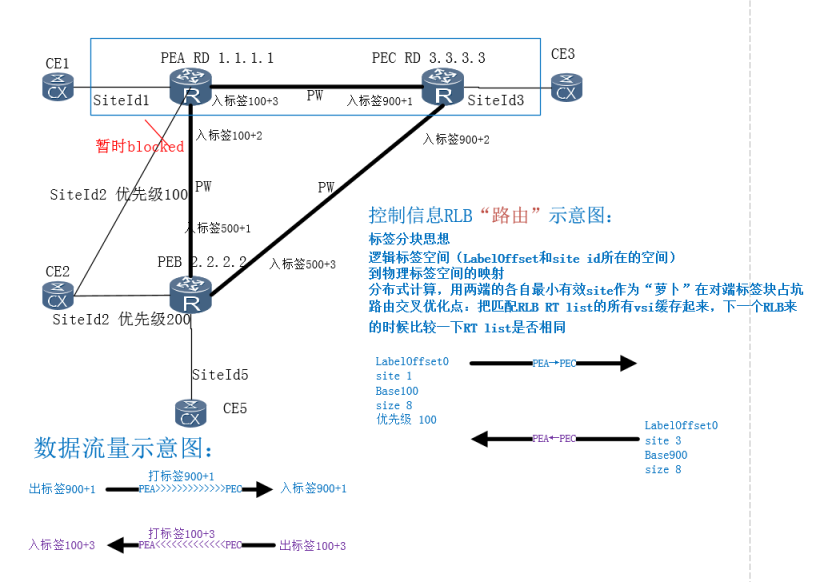 PEA RD 1.1.1.1
PEC RD 3.3.3.3
CE1
CE3
R
R
CX
CX
SiteId1
入标签100+3
PW
入标签900+1
SiteId3
入标签100+2
入标签900+2
暂时blocked
SiteId2 优先级100
PW
PW
入标签500+1
PEB 2.2.2.2
入标签500+3
CE2
R
CX
SiteId2 优先级200
SiteId5
CE5
CX
控制信息RLB“路由”示意图：
标签分块思想
逻辑标签空间（LabelOffset和site id所在的空间）
到物理标签空间的映射
分布式计算，用两端的各自最小有效site作为“萝卜”在对端标签块占坑
路由交叉优化点：把匹配RLB RT list的所有vsi缓存起来，下一个RLB来
的时候比较一下RT list是否相同
LabelOffset0
site 1
Base100
size 8
优先级 100
PEA→PEC
PEA←PEC
LabelOffset0
site 3
Base900
size 8
数据流量示意图：
打标签900+1
出标签900+1
PEA>>>>>>>>>>>>>PEC
入标签900+1
打标签100+3
入标签100+3
PEA<<<<<<<<<<<<<PEC
出标签100+3